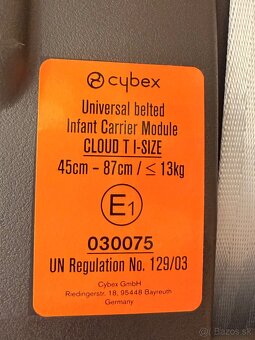 cybex
Universal belted
Infant Carrier Module
CLOUD T I-SIZE
45cm – 87cm / ≤ 13kg
E1
030075
UN Regulation No. 129/03
Cybex GmbH
Riedingerstr. 18, 95448 Bayreuth
Germany
bazos.sk